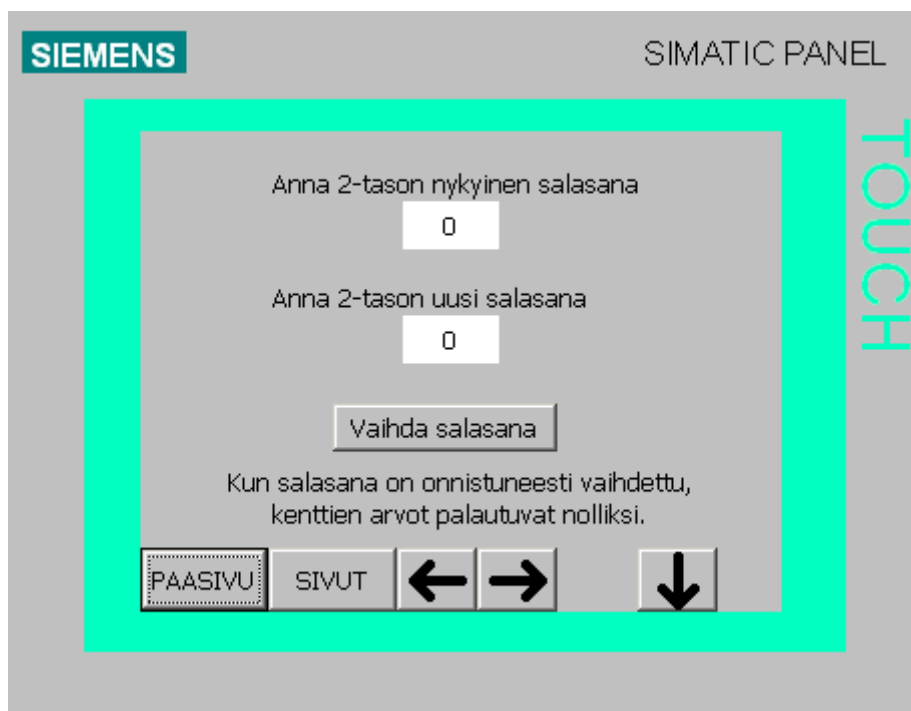 SIEMENS
SIMATIC PANEL
TOUCH
Anna 2-tason nykyinen salasana
0
Anna 2-tason uusi salasana
0
Vaihda salasana
Kun salasana on onnistuneesti vaihdettu,
kenttien arvot palautuvat nolliksi.
PAASIVU SIVUT